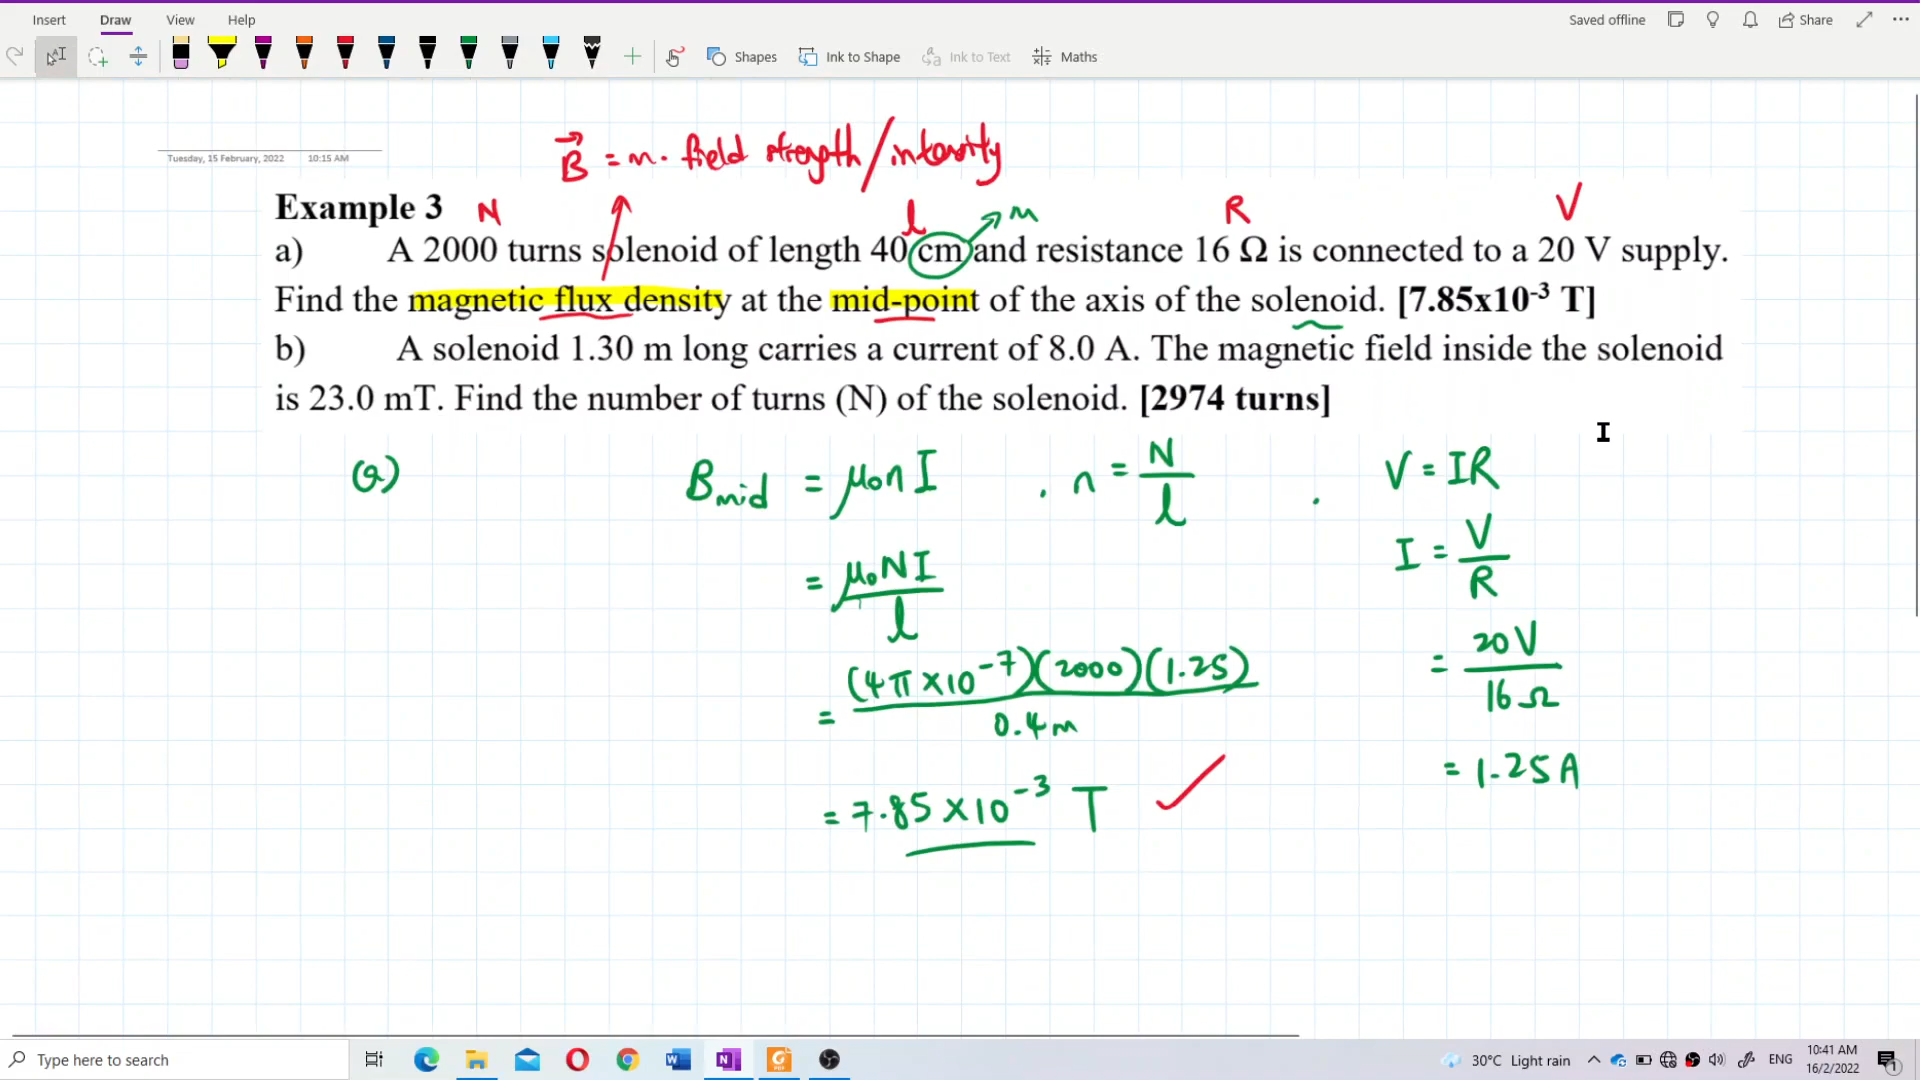 Insert Draw View Help
Saved offline Share
Shapes Ink to Shape Ink to Text Maths
Tuesday, 15 February, 2022 10:15 AM
B = m. field strength/intensity
Example 3 N l m R V
a) A 2000 turns solenoid of length 40 cm and resistance 16 Ω is connected to a 20 V supply.
Find the magnetic flux density at the mid-point of the axis of the solenoid. [7.85x10⁻³ T]
b) A solenoid 1.30 m long carries a current of 8.0 A. The magnetic field inside the solenoid
is 23.0 mT. Find the number of turns (N) of the solenoid. [2974 turns]
(a) Bmid = μ₀nI . n = N/l . V = IR
= μ₀NI/l I = V/R
= (4π×10⁻⁷)(2000)(1.25)/0.4m = 20V/16Ω
= 7.85×10⁻³ T = 1.25A
Type here to search 30°C Light rain ENG 10:41 AM
16/2/2022